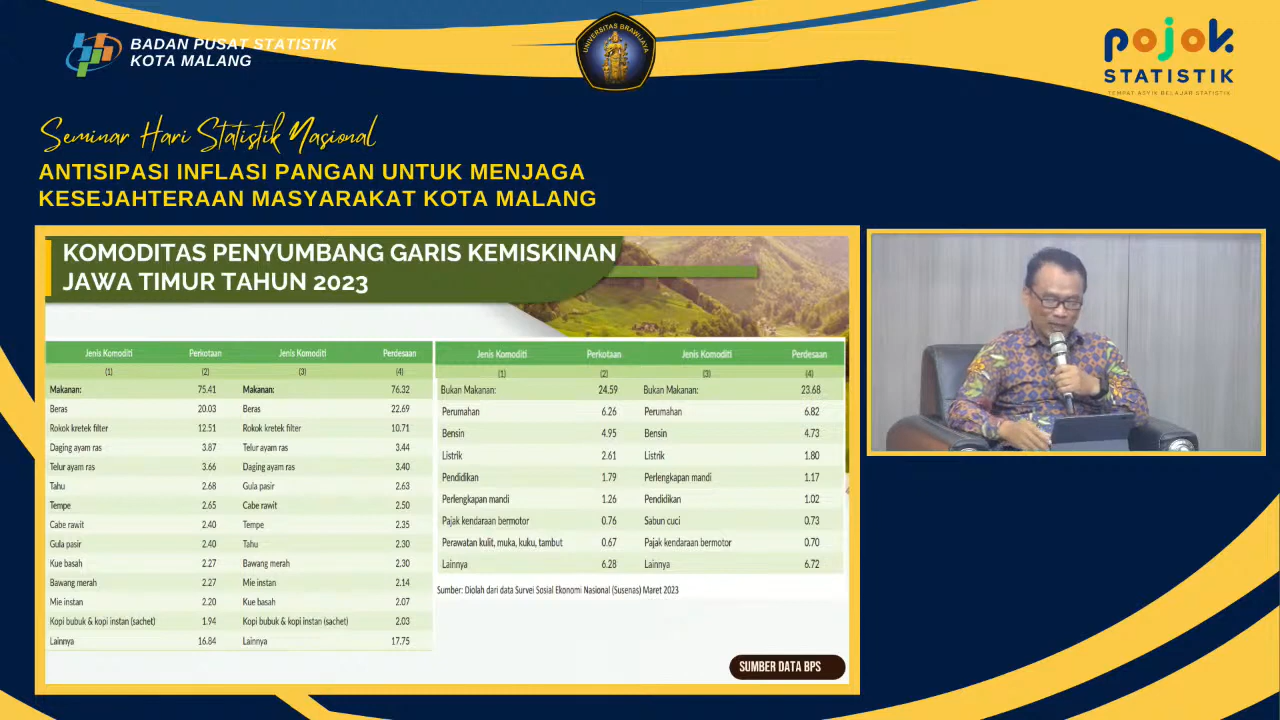 BADAN PUSAT STATISTIK
KOTA MALANG
UNIVERSITAS BRAWIJAYA
pojok
STATISTIK
TEMPAT ASYIK BELAJAR STATISTIK
Seminar Hari Statistik Nasional
ANTISIPASI INFLASI PANGAN UNTUK MENJAGA
KESEJAHTERAAN MASYARAKAT KOTA MALANG
KOMODITAS PENYUMBANG GARIS KEMISKINAN
JAWA TIMUR TAHUN 2023
Jenis Komoditi Perkotaan Jenis Komoditi Perdesaan
(1) (2) (3) (4)
Makanan: 75.41 Makanan: 76.32
Beras 20.03 Beras 22.69
Rokok kretek filter 12.51 Rokok kretek filter 10.71
Daging ayam ras 3.87 Telur ayam ras 3.44
Telur ayam ras 3.66 Daging ayam ras 3.40
Tahu 2.68 Gula pasir 2.63
Tempe 2.65 Cabe rawit 2.50
Cabe rawit 2.40 Tempe 2.35
Gula pasir 2.40 Tahu 2.30
Kue basah 2.27 Bawang merah 2.30
Bawang merah 2.27 Mie instan 2.14
Mie instan 2.20 Kue basah 2.07
Kopi bubuk & kopi instan (sachet) 1.94 Kopi bubuk & kopi instan (sachet) 2.03
Lainnya 16.84 Lainnya 17.75
Jenis Komoditi Perkotaan Jenis Komoditi Perdesaan
(1) (2) (3) (4)
Bukan Makanan: 24.59 Bukan Makanan: 23.68
Perumahan 6.26 Perumahan 6.82
Bensin 4.95 Bensin 4.73
Listrik 2.61 Listrik 1.80
Pendidikan 1.79 Perlengkapan mandi 1.17
Perlengkapan mandi 1.26 Pendidikan 1.02
Pajak kendaraan bermotor 0.76 Sabun cuci 0.73
Perawatan kulit, muka, kuku, rambut 0.67 Pajak kendaraan bermotor 0.70
Lainnya 6.28 Lainnya 6.72
Sumber: Diolah dari data Survei Sosial Ekonomi Nasional (Susenas) Maret 2023
SUMBER DATA BPS